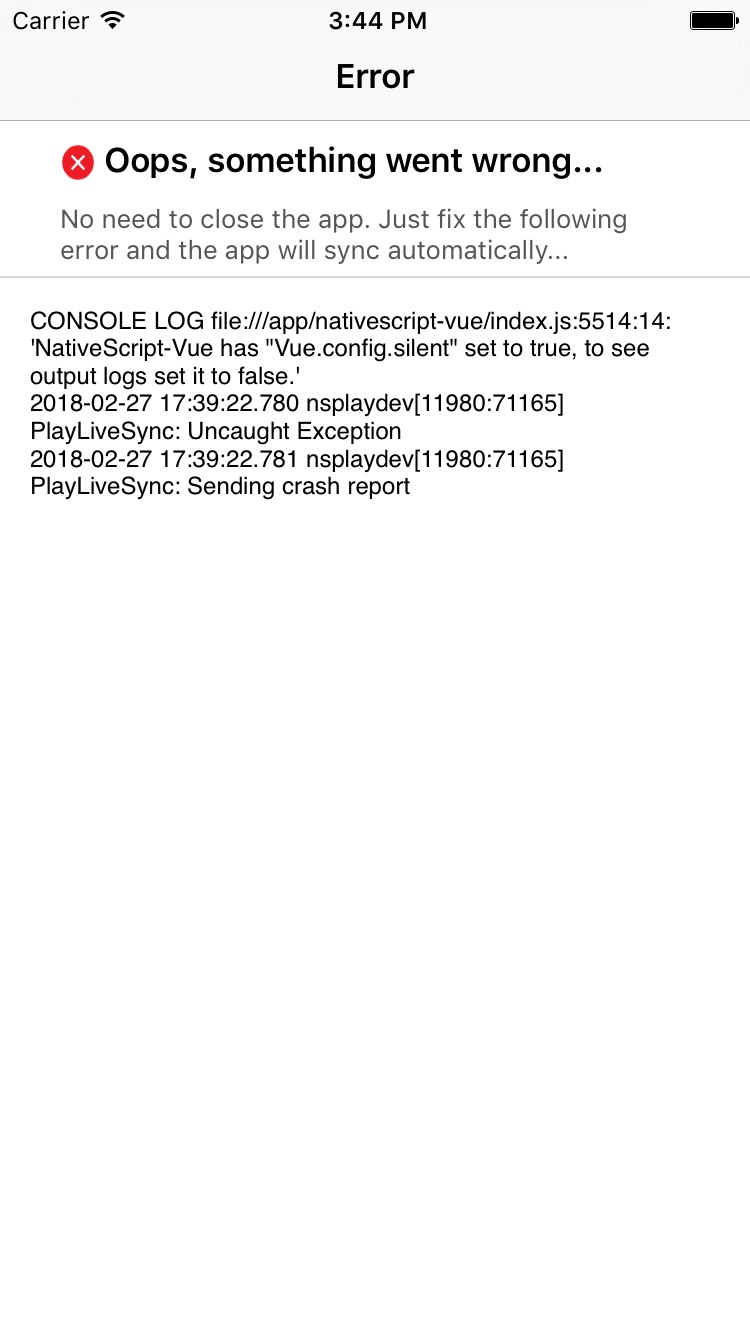 Carrier
3:44 PM
Error
Oops, something went wrong...
No need to close the app. Just fix the following
error and the app will sync automatically...
CONSOLE LOG file:///app/nativescript-vue/index.js:5514:14:
'NativeScript-Vue has "Vue.config.silent" set to true, to see
output logs set it to false.'
2018-02-27 17:39:22.780 nsplaydev[11980:71165]
PlayLiveSync: Uncaught Exception
2018-02-27 17:39:22.781 nsplaydev[11980:71165]
PlayLiveSync: Sending crash report